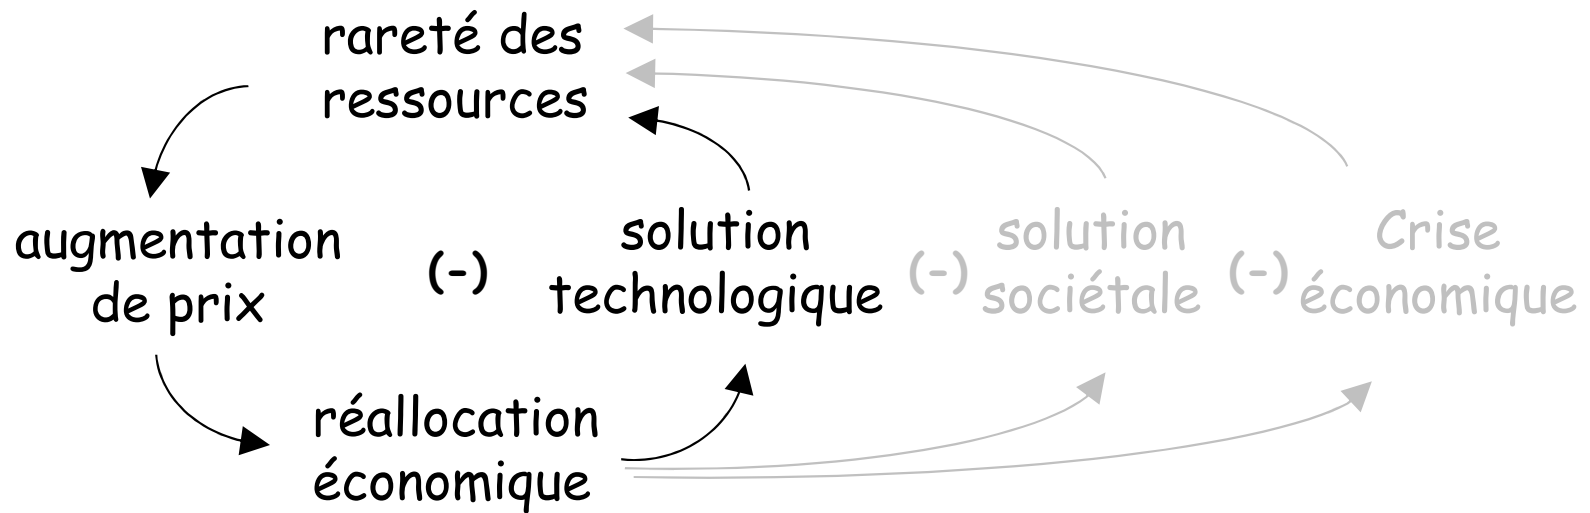 rareté des
ressources
augmentation
de prix
(-)
solution
technologique
(-)
solution
sociétale
(-)
Crise
économique
réallocation
économique